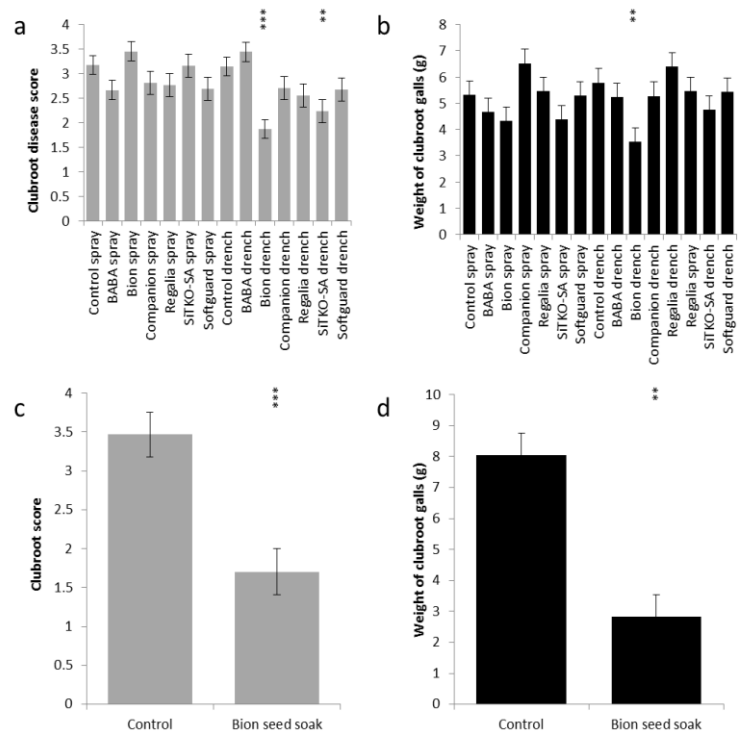 a
***
**
Clubroot disease score
4
3.5
3
2.5
2
1.5
1
0.5
0
Control spray
BABA spray
Bion spray
Companion spray
Regalia spray
SiTKO-SA spray
Softguard spray
Control drench
BABA drench
Bion drench
Companion drench
Regalia drench
SiTKO-SA drench
Softguard drench
b
**
Weight of clubroot galls (g)
8
7
6
5
4
3
2
1
0
Control spray
BABA spray
Bion spray
Companion spray
Regalia spray
SiTKO-SA spray
Softguard spray
Control drench
BABA drench
Bion drench
Companion drench
Regalia drench
Regalia spray
SiTKO-SA drench
Softguard drench
c
***
Clubroot score
4
3.5
3
2.5
2
1.5
1
0.5
0
Control
Bion seed soak
d
**
Weight of clubroot galls (g)
10
9
8
7
6
5
4
3
2
1
0
Control
Bion seed soak